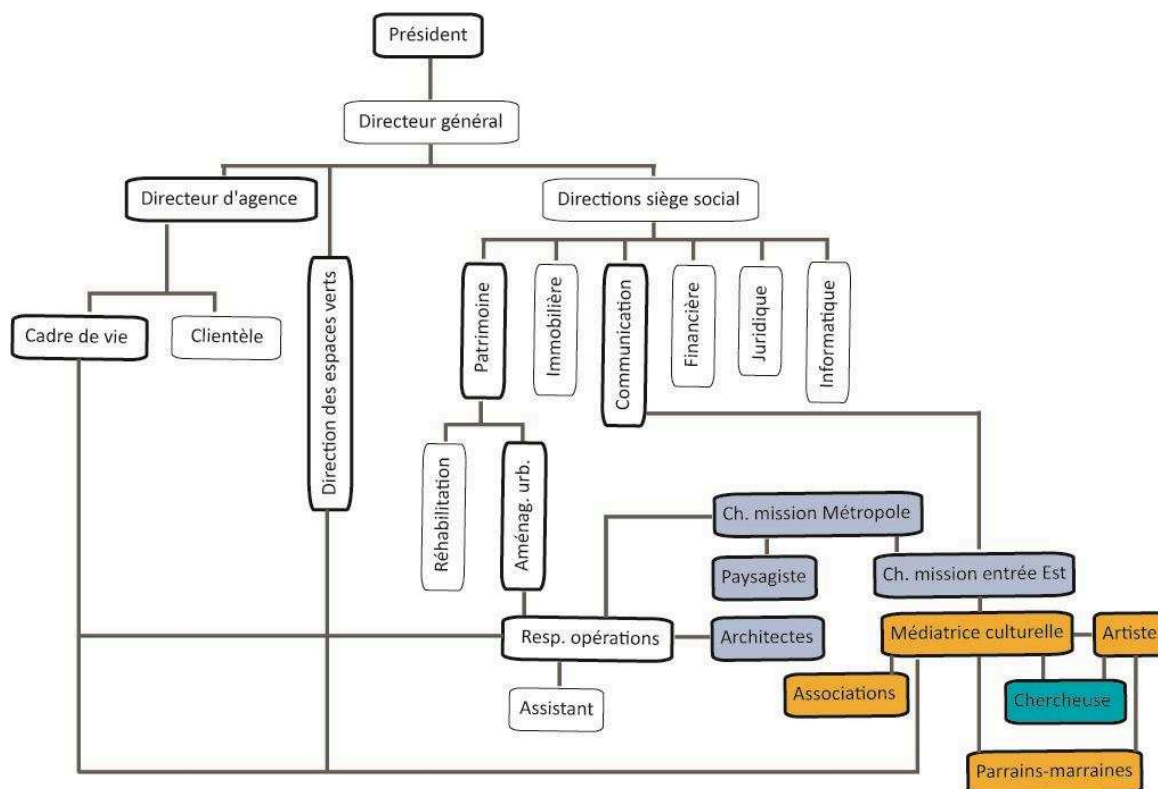 Président
Directeur général
Directeur d'agence
Directions siège social
Cadre de vie
Clientèle
Direction des espaces verts
Patrimoine
Immobilière
Communication
Financière
Juridique
Informatique
Réhabilitation
Aménag. urb.
Ch. mission Métropole
Paysagiste
Ch. mission entrée Est
Resp. opérations
Architectes
Médiatrice culturelle
Artiste
Assistant
Associations
Chercheuse
Parrains-marraines